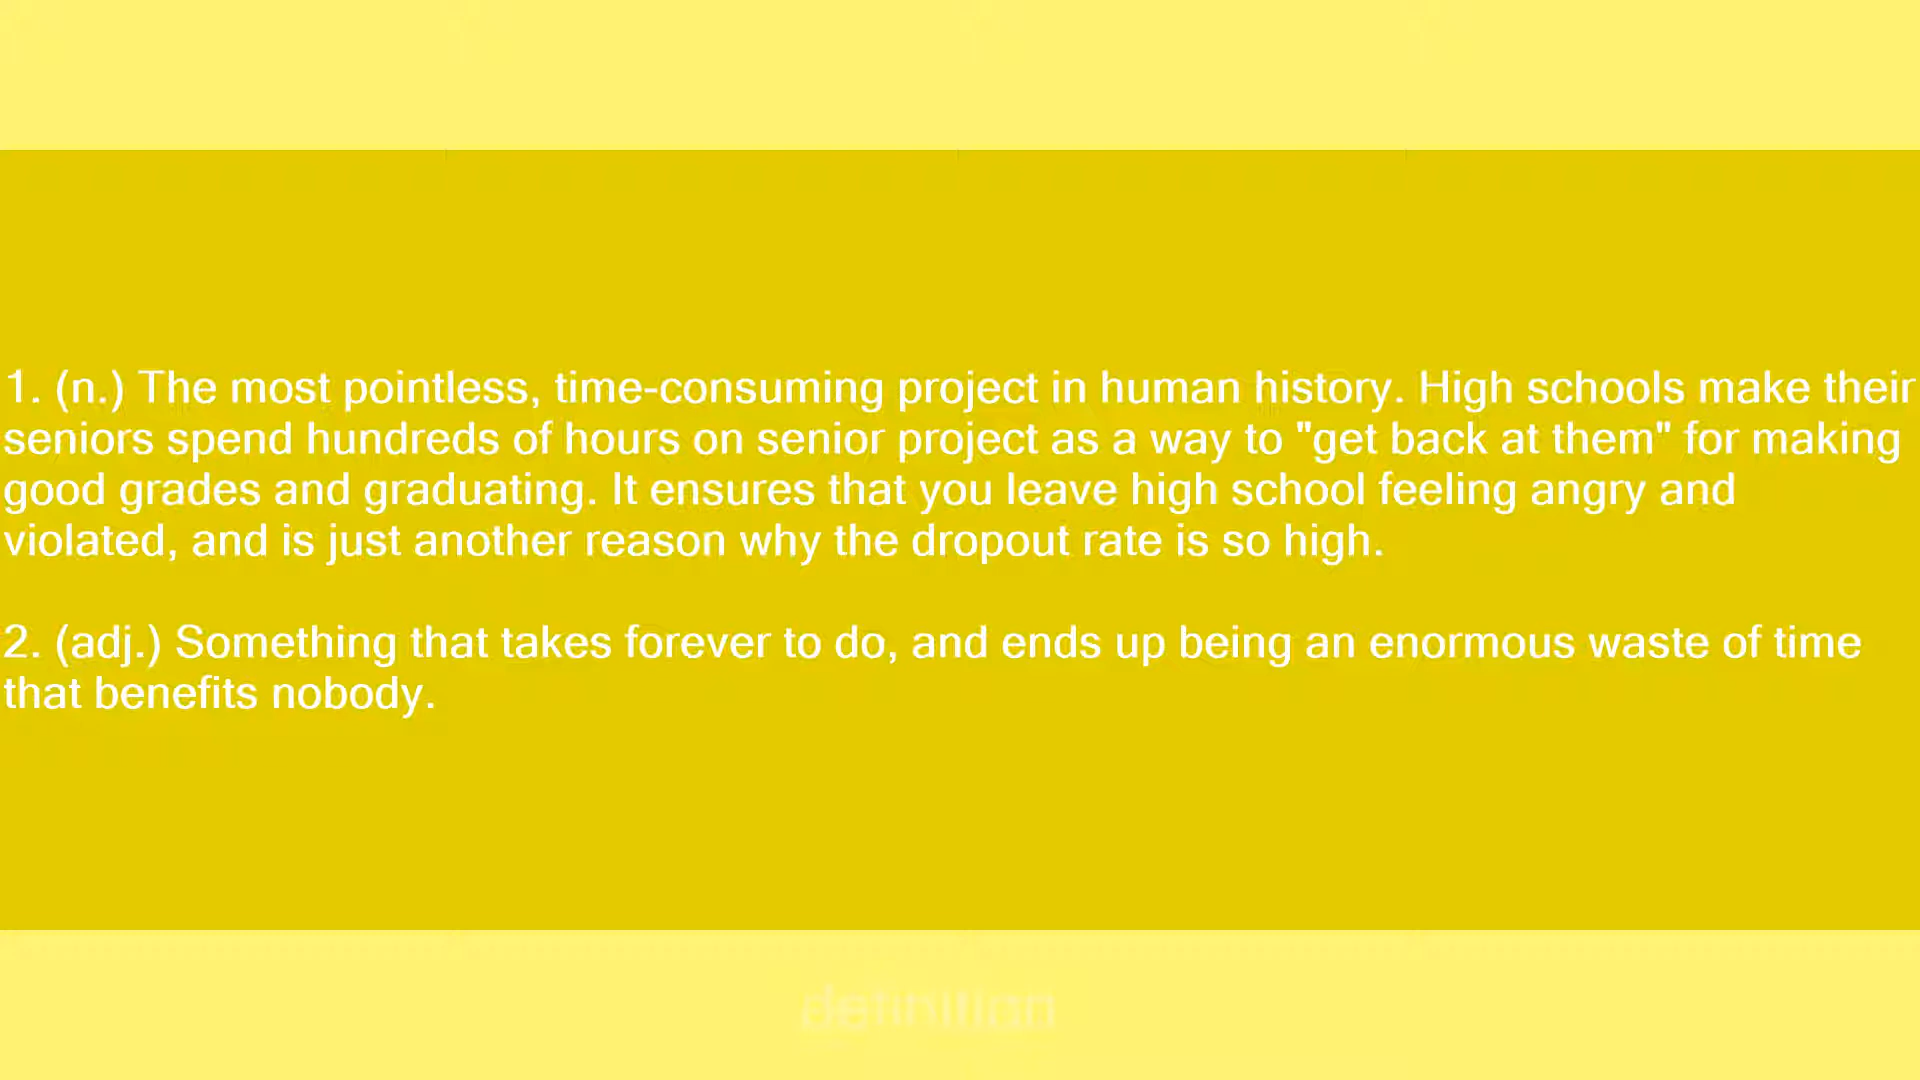 1. (n.) The most pointless, time-consuming project in human history. High schools make their
seniors spend hundreds of hours on senior project as a way to "get back at them" for making
good grades and graduating. It ensures that you leave high school feeling angry and
violated, and is just another reason why the dropout rate is so high.
2. (adj.) Something that takes forever to do, and ends up being an enormous waste of time
that benefits nobody.
definition